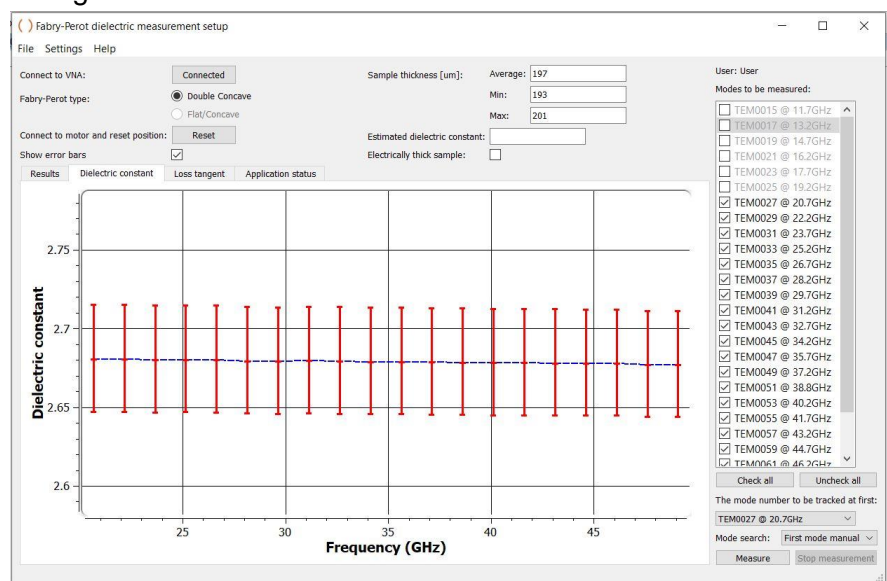 Fabry-Perot dielectric measurement setup
File Settings Help
Connect to VNA: Connected
Fabry-Perot type: Double Concave
Flat/Concave
Connect to motor and reset position: Reset
Show error bars
Sample thickness [um]: Average: 197
Min: 193
Max: 201
Estimated dielectric constant:
Electrically thick sample:
User: User
Modes to be measured:
TEM0015 @ 11.7GHz
TEM0017 @ 13.2GHz
TEM0019 @ 14.7GHz
TEM0021 @ 16.2GHz
TEM0023 @ 17.7GHz
TEM0025 @ 19.2GHz
TEM0027 @ 20.7GHz
TEM0029 @ 22.2GHz
TEM0031 @ 23.7GHz
TEM0033 @ 25.2GHz
TEM0035 @ 26.7GHz
TEM0037 @ 28.2GHz
TEM0039 @ 29.7GHz
TEM0041 @ 31.2GHz
TEM0043 @ 32.7GHz
TEM0045 @ 34.2GHz
TEM0047 @ 35.7GHz
TEM0049 @ 37.2GHz
TEM0051 @ 38.8GHz
TEM0053 @ 40.2GHz
TEM0055 @ 41.7GHz
TEM0057 @ 43.2GHz
TEM0059 @ 44.7GHz
TEM0061 @ 46.2GHz
Check all Uncheck all
The mode number to be tracked at first:
TEM0027 @ 20.7GHz
Mode search: First mode manual
Measure Stop measurement
Results Dielectric constant Loss tangent Application status
Dielectric constant
2.75
2.7
2.65
2.6
25 30 35 40 45
Frequency (GHz)